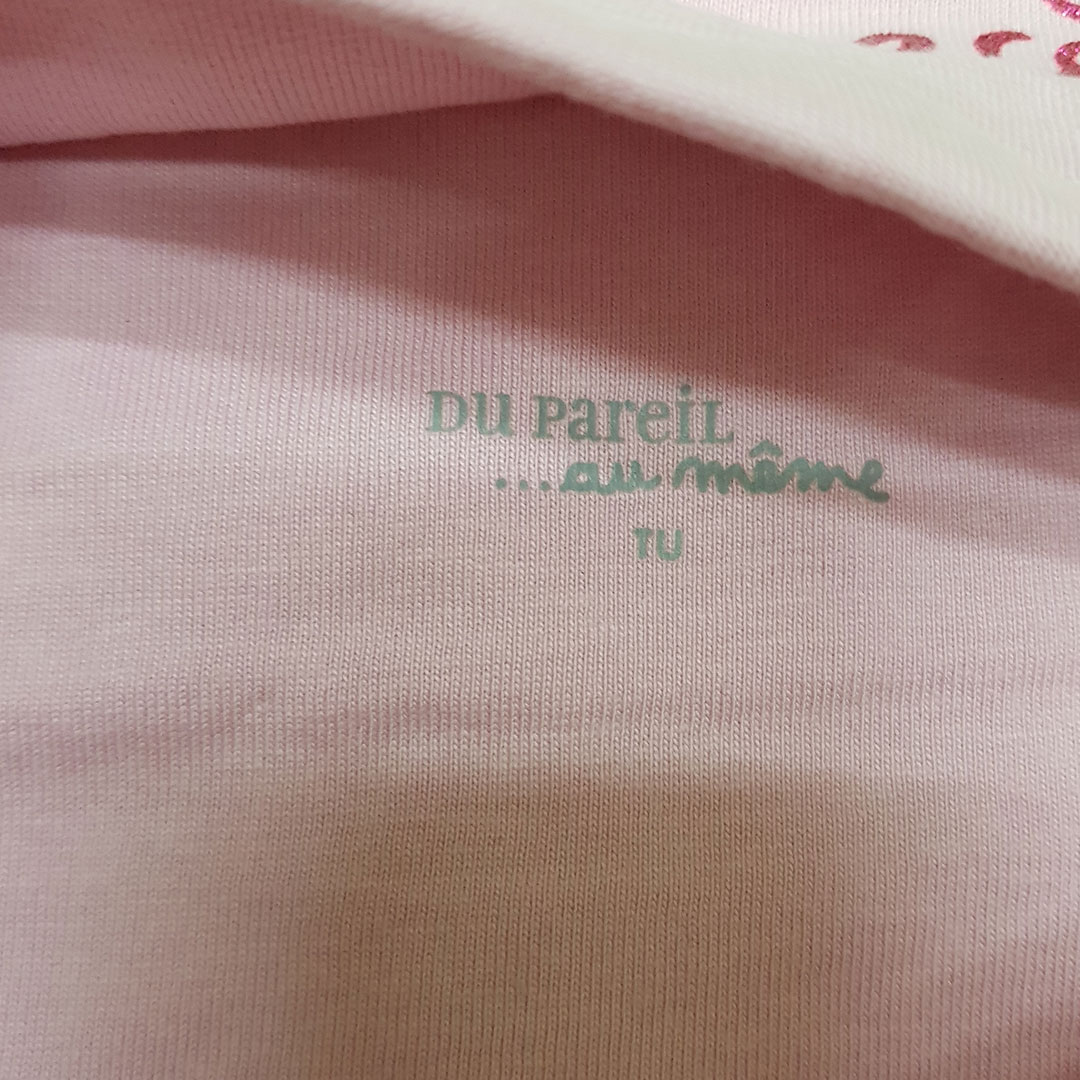 Du Pareil
...au même
TU